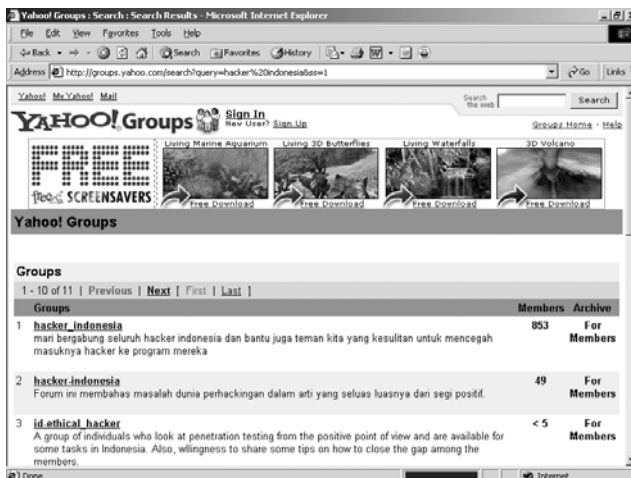 Yahoo! Groups : Search : Search Results - Microsoft Internet Explorer
File Edit View Favorites Tools Help
Back Search Favorites History
Address http://groups.yahoo.com/search?query=hacker%20indonesia&ss=1 Go Links
Yahoo! My Yahoo! Mail Search the web Search
YAHOO! Groups Sign In
New User? Sign Up Groups Home - Help
FREE SCREENSAVERS
Living Marine Aquarium Living 3D Butterflies Living Waterfalls 3D Volcano
Free Download Free Download Free Download Free Download
Yahoo! Groups
Groups
1 - 10 of 11 | Previous | Next [ First | Last ]
Groups Members Archive
1 hacker_indonesia 853 For Members
mari bergabung seluruh hacker indonesia dan bantu juga teman kita yang kesulitan untuk mencegah
masuknya hacker ke program mereka
2 hacker-indonesia 49 For Members
Forum ini membahas masalah dunia perhackingan dalam arti yang seluas luasnya dari segi positif.
3 id-ethical_hacker < 5 For Members
A group of individuals who look at penetration testing from the positive point of view and are available for
some tasks in Indonesia. Also, wllingness to share some tips on how to close the gap among the
members.
Done Internet